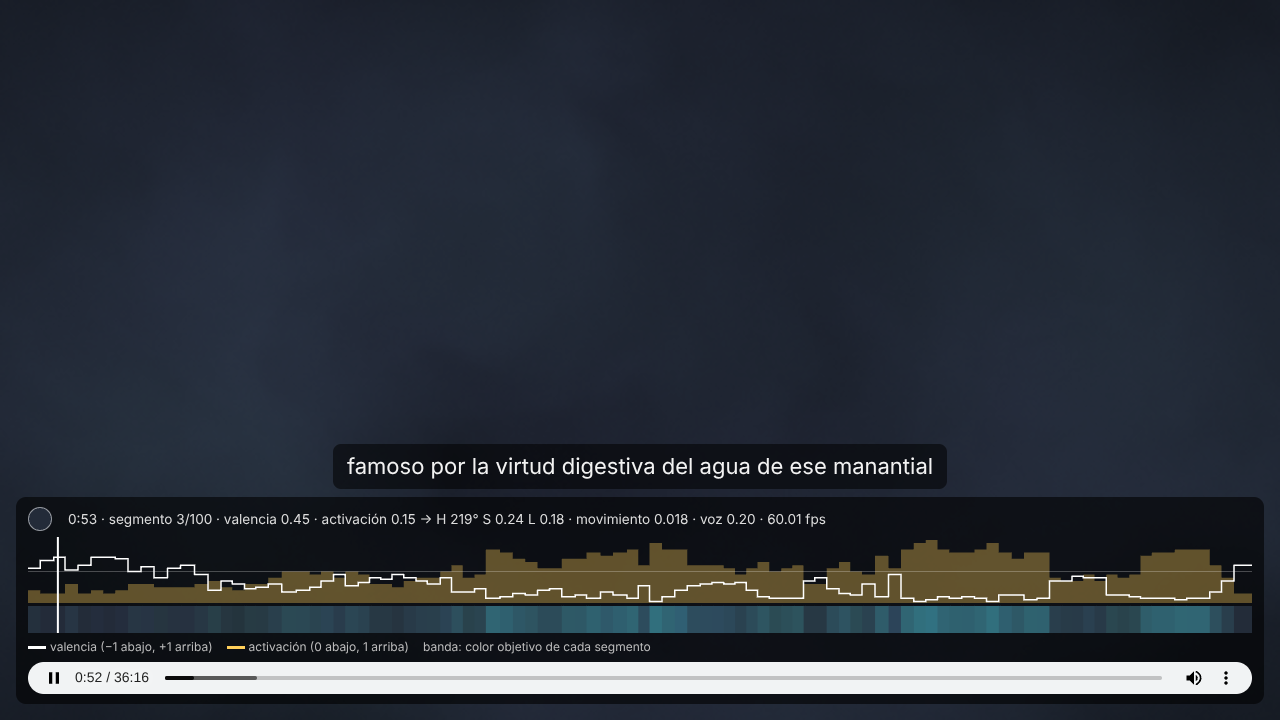 famoso por la virtud digestiva del agua de ese manantial
0:53 · segmento 3/100 · valencia 0.45 · activación 0.15 → H 219° S 0.24 L 0.18 · movimiento 0.018 · voz 0.20 · 60.01 fps
valencia (−1 abajo, +1 arriba) activación (0 abajo, 1 arriba) banda: color objetivo de cada segmento
0:52 / 36:16